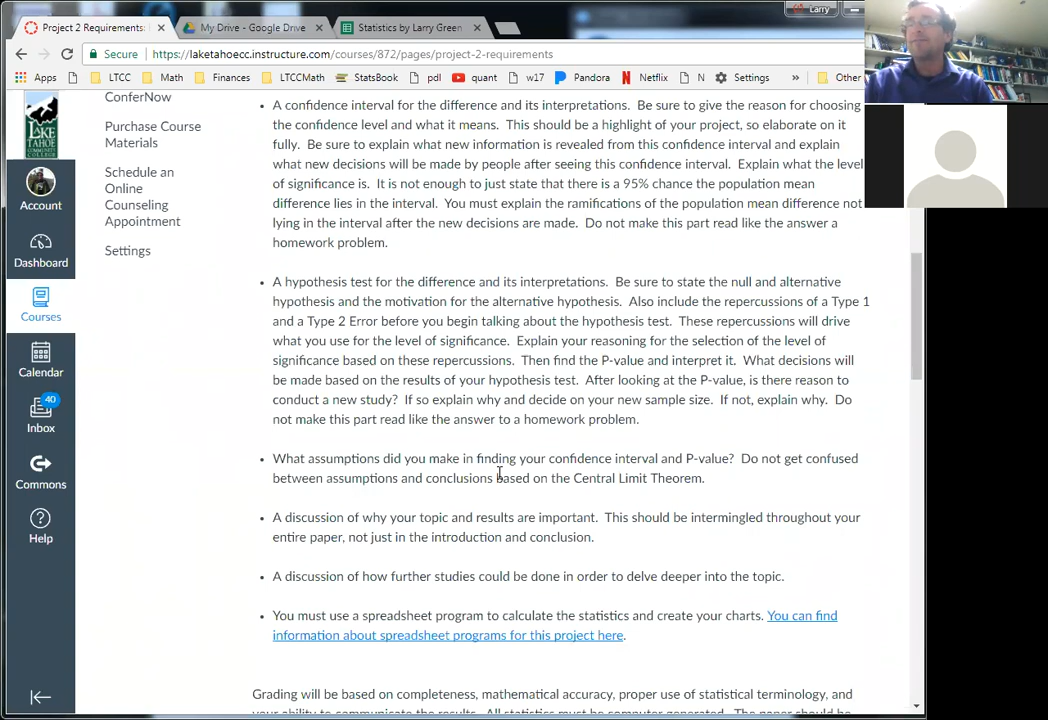 Larry
Project 2 Requirements:
My Drive - Google Drive
Statistics by Larry Green
Secure
https://laketahoecc.instructure.com/courses/872/pages/project-2-requirements
Apps
LTCC
Math
Finances
LTCCMath
StatsBook
pdl
quant
w17
Pandora
Netflix
N
Settings
»
Other
LAKE
TAHOE
COMMUNITY
COLLEGE
Account
Dashboard
Courses
Calendar
40
Inbox
Commons
Help
ConferNow
Purchase Course
Materials
Schedule an
Online
Counseling
Appointment
Settings
• A confidence interval for the difference and its interpretations. Be sure to give the reason for choosing
the confidence level and what it means. This should be a highlight of your project, so elaborate on it
fully. Be sure to explain what new information is revealed from this confidence interval and explain
what new decisions will be made by people after seeing this confidence interval. Explain what the level
of significance is. It is not enough to just state that there is a 95% chance the population mean
difference lies in the interval. You must explain the ramifications of the population mean difference not
lying in the interval after the new decisions are made. Do not make this part read like the answer a
homework problem.
• A hypothesis test for the difference and its interpretations. Be sure to state the null and alternative
hypothesis and the motivation for the alternative hypothesis. Also include the repercussions of a Type 1
and a Type 2 Error before you begin talking about the hypothesis test. These repercussions will drive
what you use for the level of significance. Explain your reasoning for the selection of the level of
significance based on these repercussions. Then find the P-value and interpret it. What decisions will
be made based on the results of your hypothesis test. After looking at the P-value, is there reason to
conduct a new study? If so explain why and decide on your new sample size. If not, explain why. Do
not make this part read like the answer to a homework problem.
• What assumptions did you make in finding your confidence interval and P-value? Do not get confused
between assumptions and conclusions based on the Central Limit Theorem.
• A discussion of why your topic and results are important. This should be intermingled throughout your
entire paper, not just in the introduction and conclusion.
• A discussion of how further studies could be done in order to delve deeper into the topic.
• You must use a spreadsheet program to calculate the statistics and create your charts. You can find
information about spreadsheet programs for this project here.
Grading will be based on completeness, mathematical accuracy, proper use of statistical terminology, and
your ability to communicate the results. All statistics must be computer generated. The paper should be